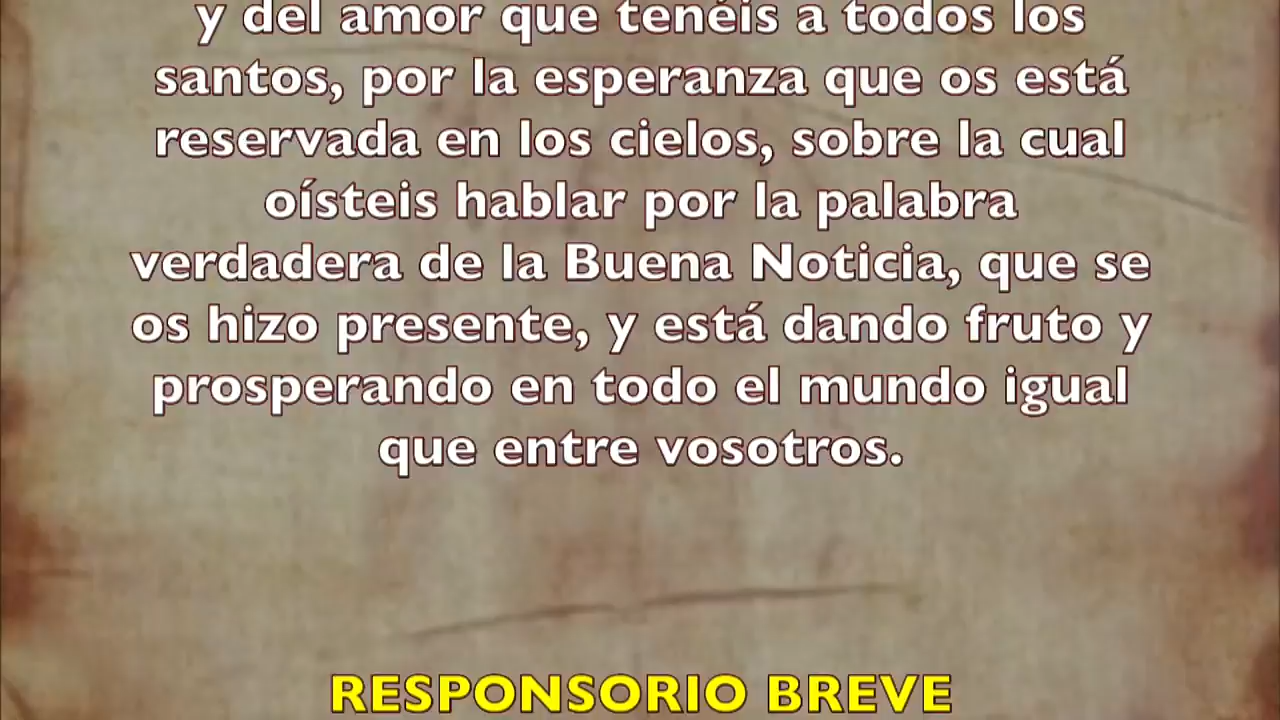 y del amor que tenéis a todos los
santos, por la esperanza que os está
reservada en los cielos, sobre la cual
oísteis hablar por la palabra
verdadera de la Buena Noticia, que se
os hizo presente, y está dando fruto y
prosperando en todo el mundo igual
que entre vosotros.
RESPONSORIO BREVE